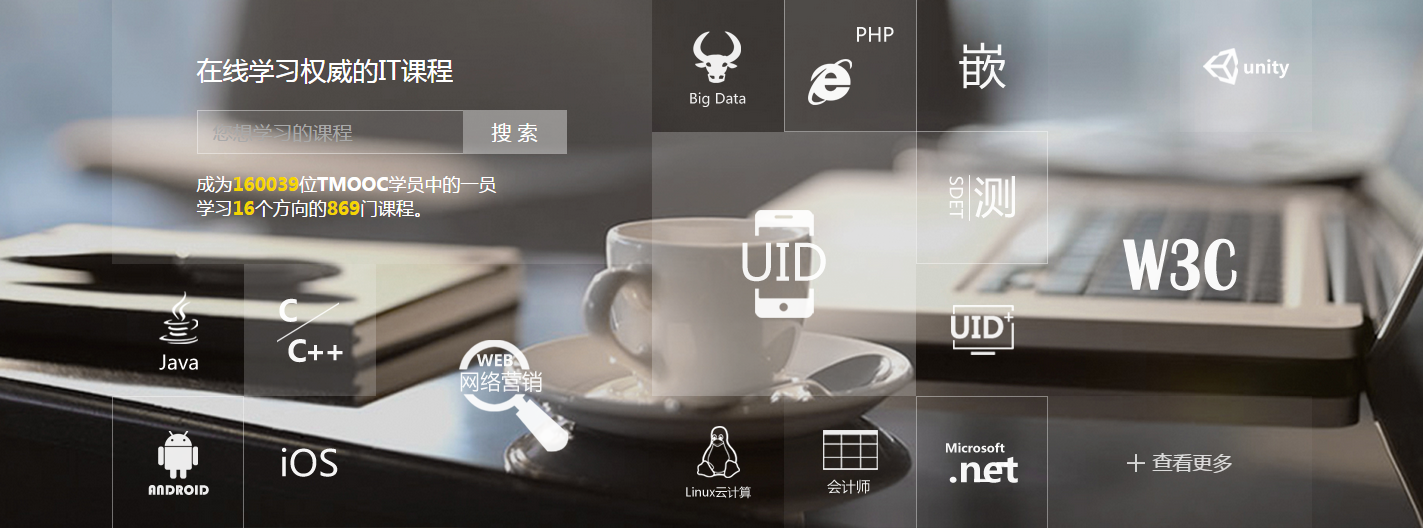 在线学习权威的IT课程
您想学习的课程
搜 索
成为160039位TMOOC学员中的一员
学习16个方向的869门课程。
Big Data
PHP
嵌
unity
UID
SDET
测
W3C
Java
C
C++
WEB
网络营销
UID+
ANDROID
iOS
Linux云计算
会计师
Microsoft
.net
+ 查看更多